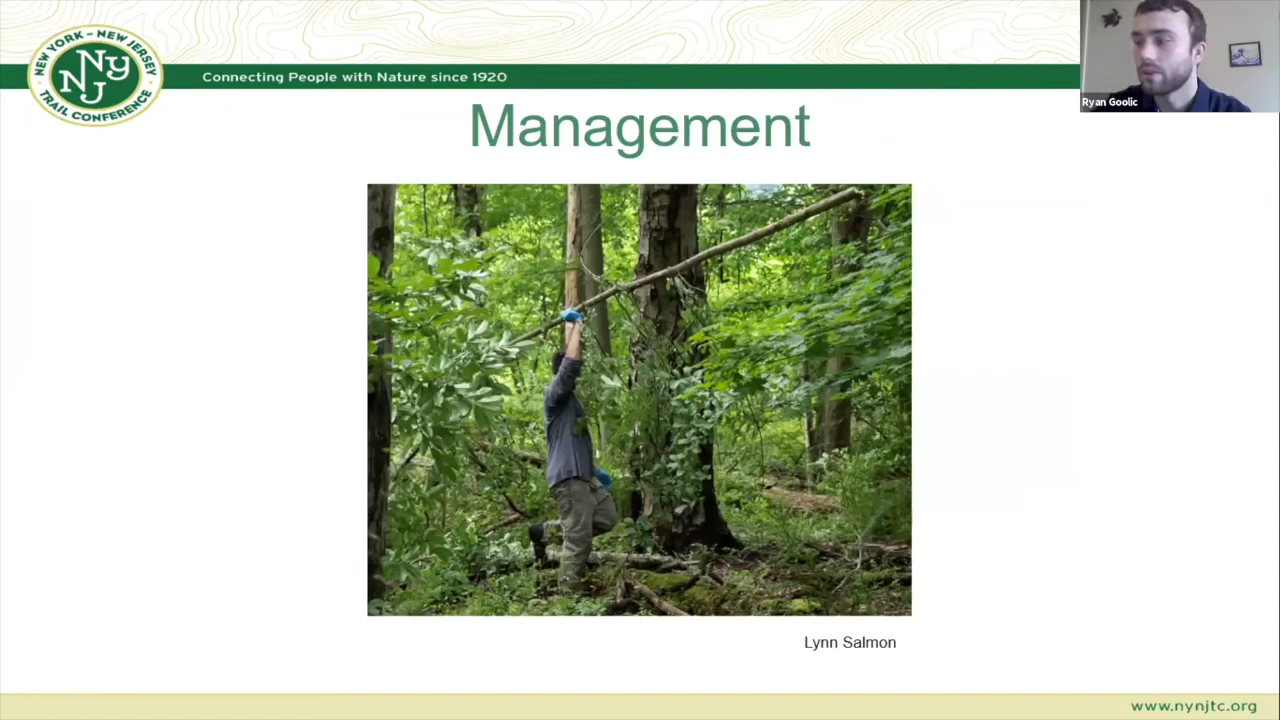 NEW YORK - NEW JERSEY
NY
NJ
TRAIL CONFERENCE
Connecting People with Nature since 1920
Ryan Goolic
Management
Lynn Salmon
www.nynjtc.org